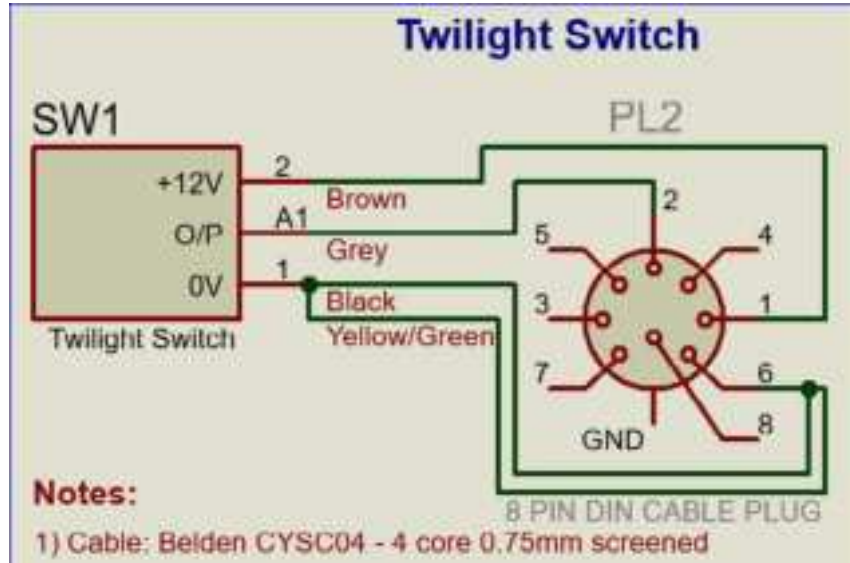 Twilight Switch
SW1
PL2
+12V
2
Brown
2
O/P
A1
Grey
5
4
0V
1
Black
3
1
Twilight Switch
Yellow/Green
7
6
GND
8
8 PIN DIN CABLE PLUG
Notes:
1) Cable: Belden CYSC04 - 4 core 0.75mm screened